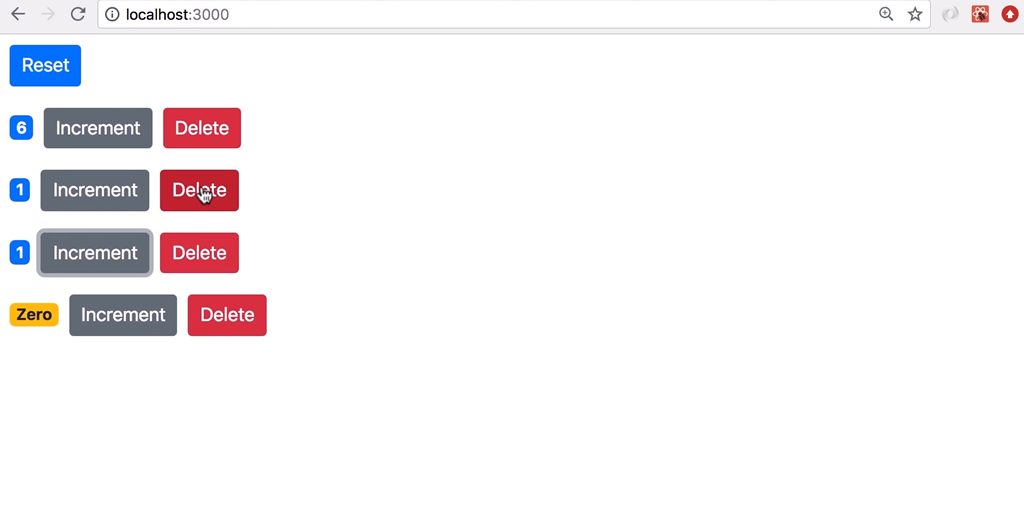 localhost:3000
Reset
6 Increment Delete
1 Increment Delete
1 Increment Delete
Zero Increment Delete